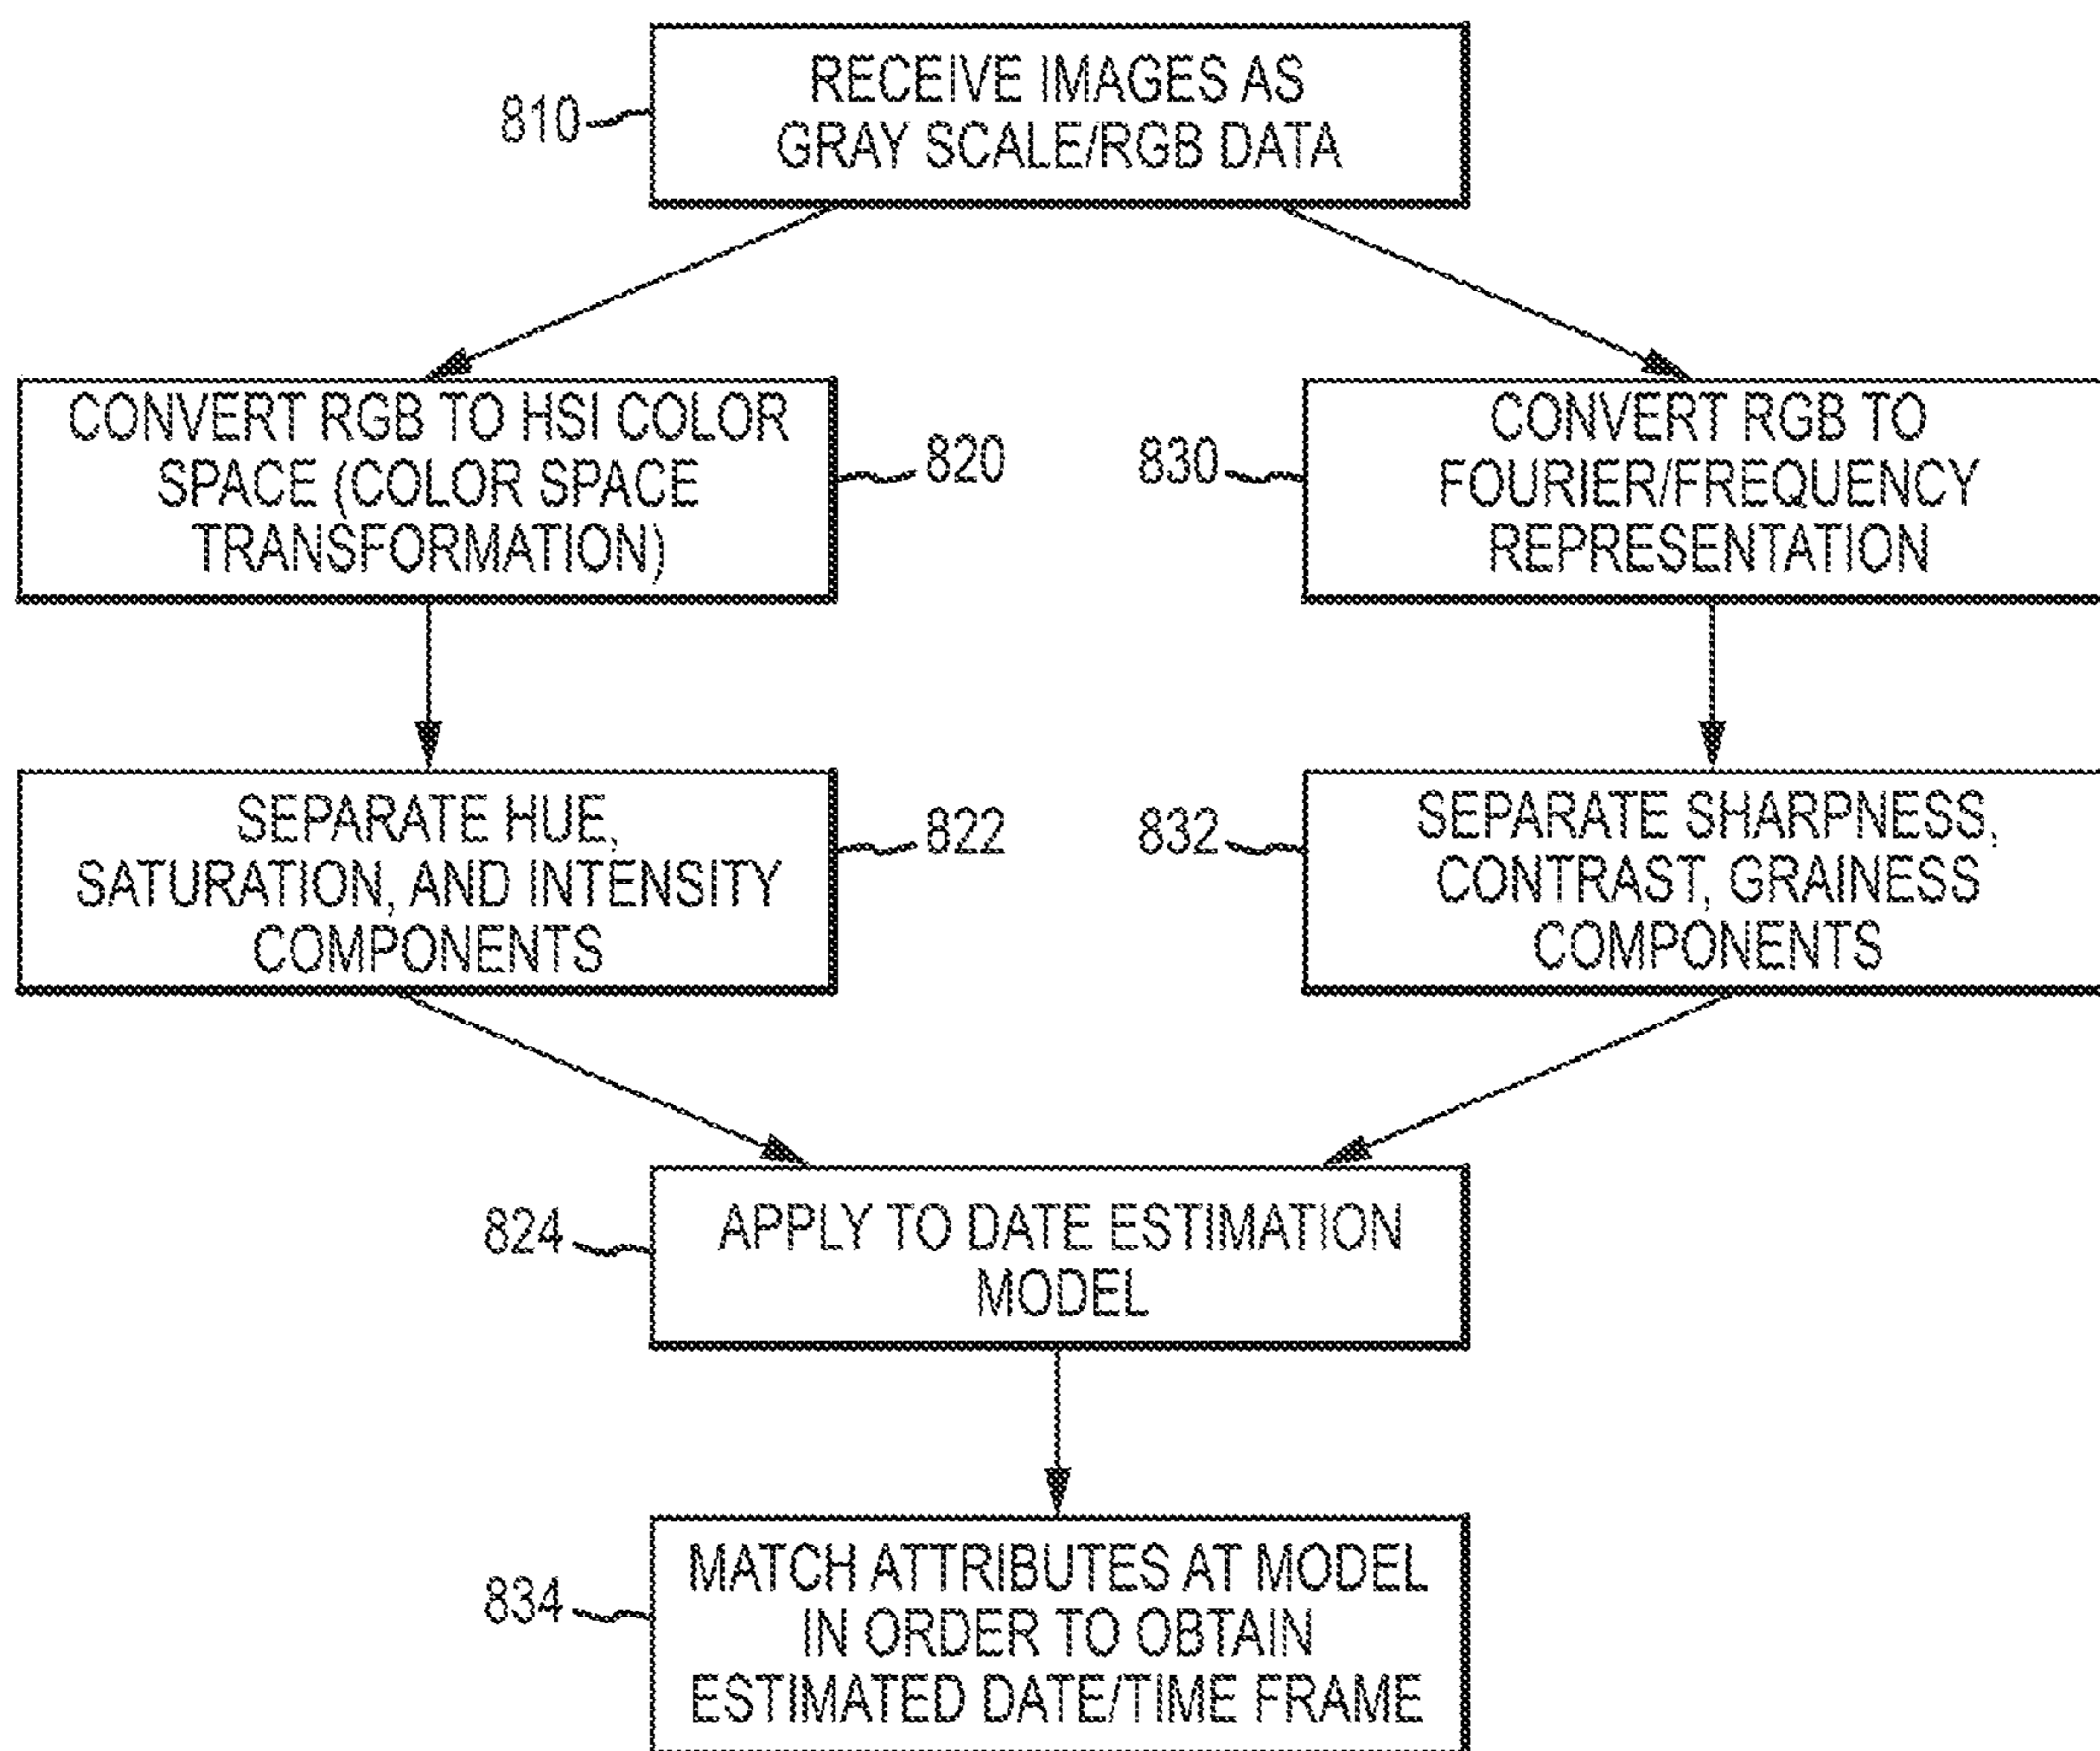 RECEIVE IMAGES AS
GRAY SCALE/RGB DATA
810
CONVERT RGB TO HSI COLOR
SPACE (COLOR SPACE
TRANSFORMATION)
820
830
CONVERT RGB TO
FOURIER/FREQUENCY
REPRESENTATION
SEPARATE HUE,
SATURATION, AND INTENSITY
COMPONENTS
822
832
SEPARATE SHARPNESS,
CONTRAST, GRAINESS
COMPONENTS
824
APPLY TO DATE ESTIMATION
MODEL
834
MATCH ATTRIBUTES AT MODEL
IN ORDER TO OBTAIN
ESTIMATED DATE/TIME FRAME